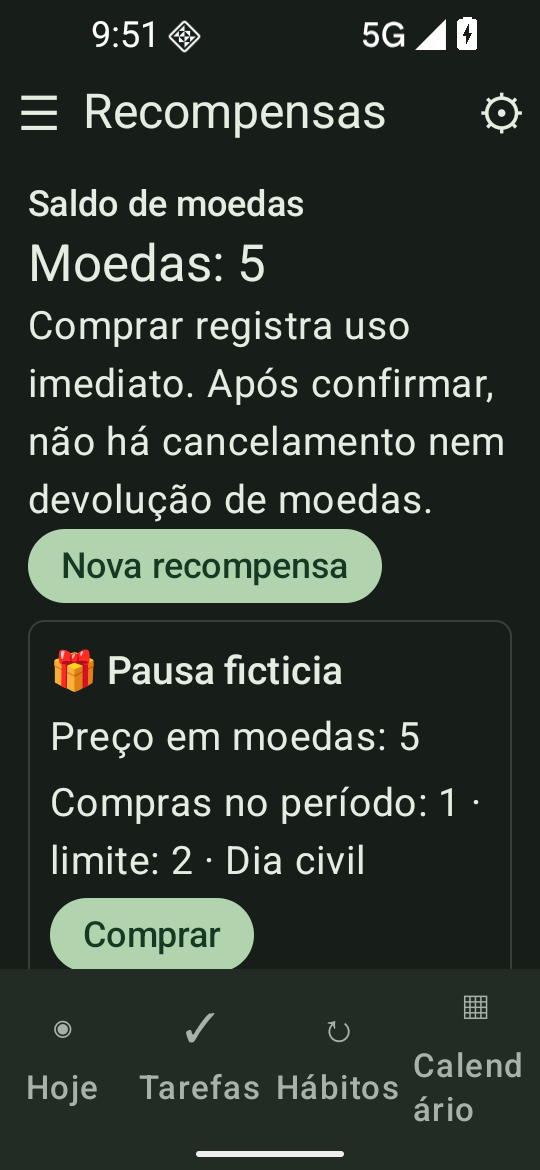 9:51
5G
Recompensas
Saldo de moedas
Moedas: 5
Comprar registra uso
imediato. Após confirmar,
não há cancelamento nem
devolução de moedas.
Nova recompensa
🎁 Pausa ficticia
Preço em moedas: 5
Compras no período: 1 ·
limite: 2 · Dia civil
Comprar
Hoje
Tarefas
Hábitos
Calend
ário